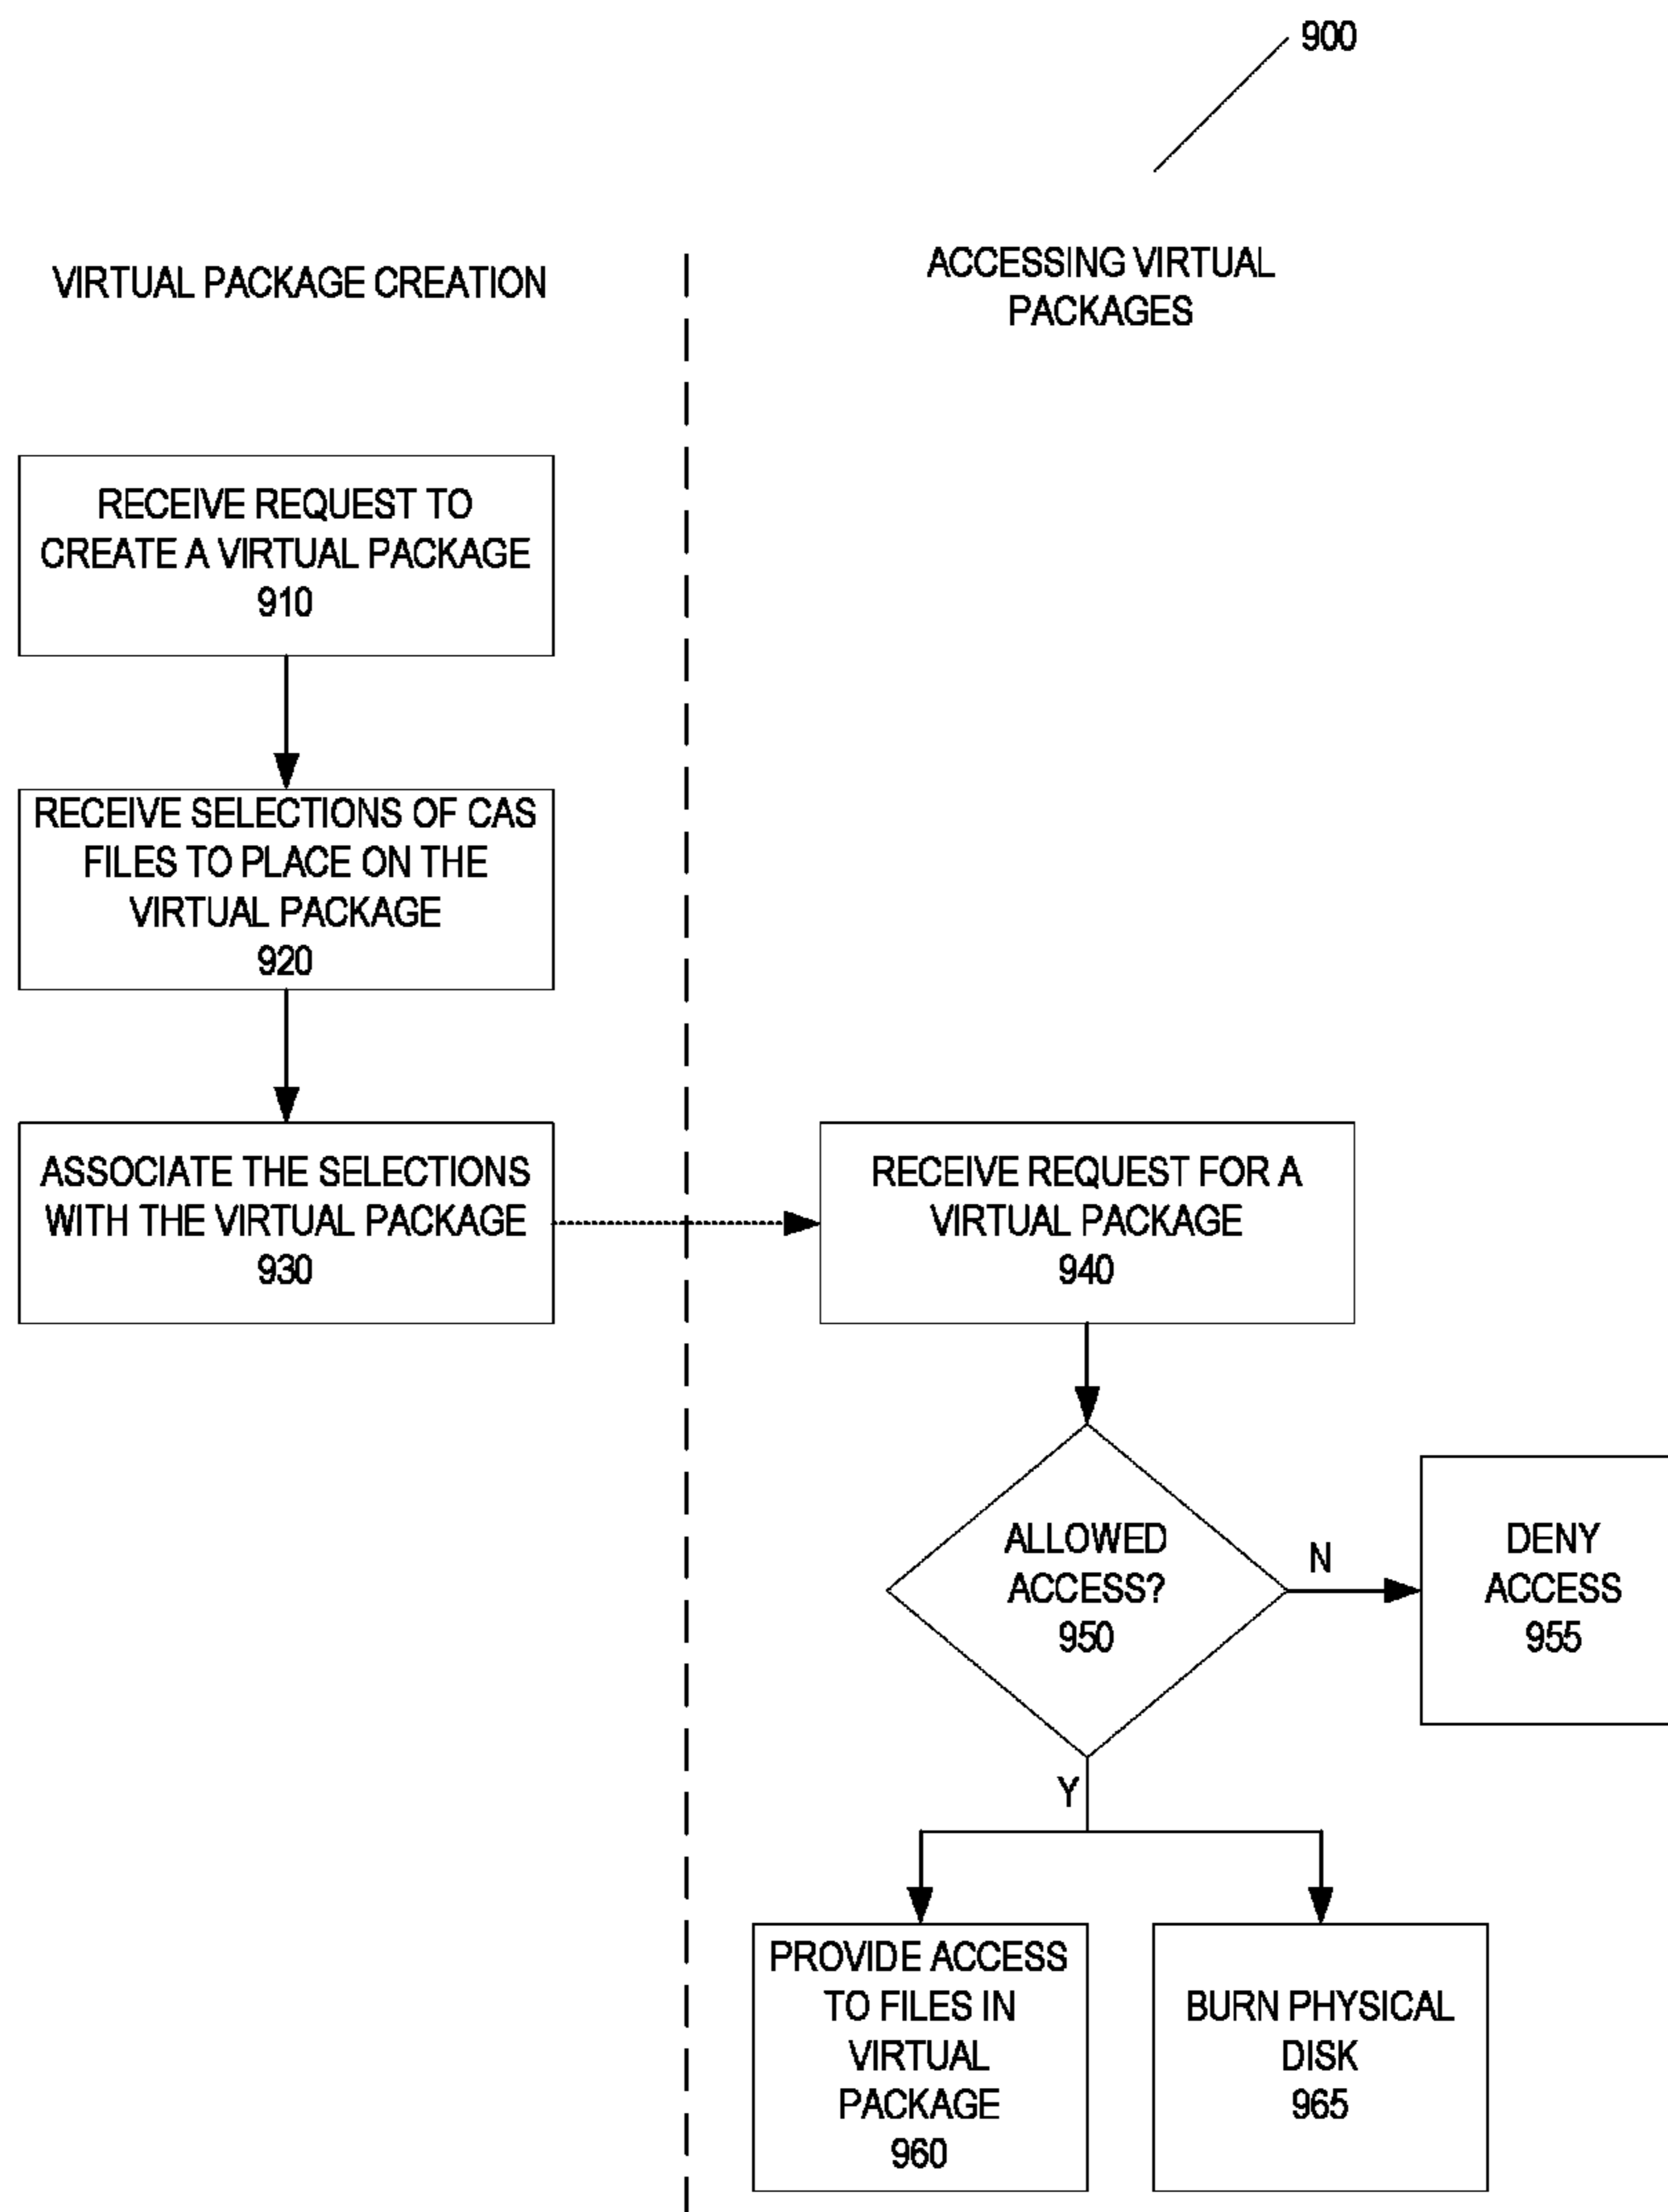 900
VIRTUAL PACKAGE CREATION
ACCESSING VIRTUAL
PACKAGES
RECEIVE REQUEST TO
CREATE A VIRTUAL PACKAGE
910
RECEIVE SELECTIONS OF CAS
FILES TO PLACE ON THE
VIRTUAL PACKAGE
920
ASSOCIATE THE SELECTIONS
WITH THE VIRTUAL PACKAGE
930
RECEIVE REQUEST FOR A
VIRTUAL PACKAGE
940
ALLOWED
ACCESS?
950
N
DENY
ACCESS
955
Y
PROVIDE ACCESS
TO FILES IN
VIRTUAL
PACKAGE
960
BURN PHYSICAL
DISK
965